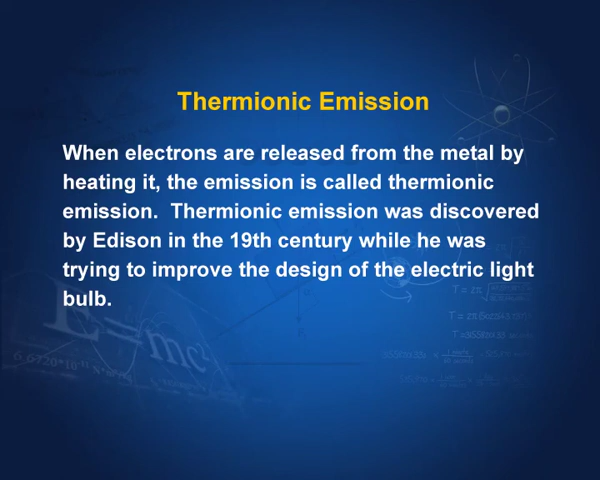 Thermionic Emission
When electrons are released from the metal by
heating it, the emission is called thermionic
emission.  Thermionic emission was discovered
by Edison in the 19th century while he was
trying to improve the design of the electric light
bulb.
E=mc²